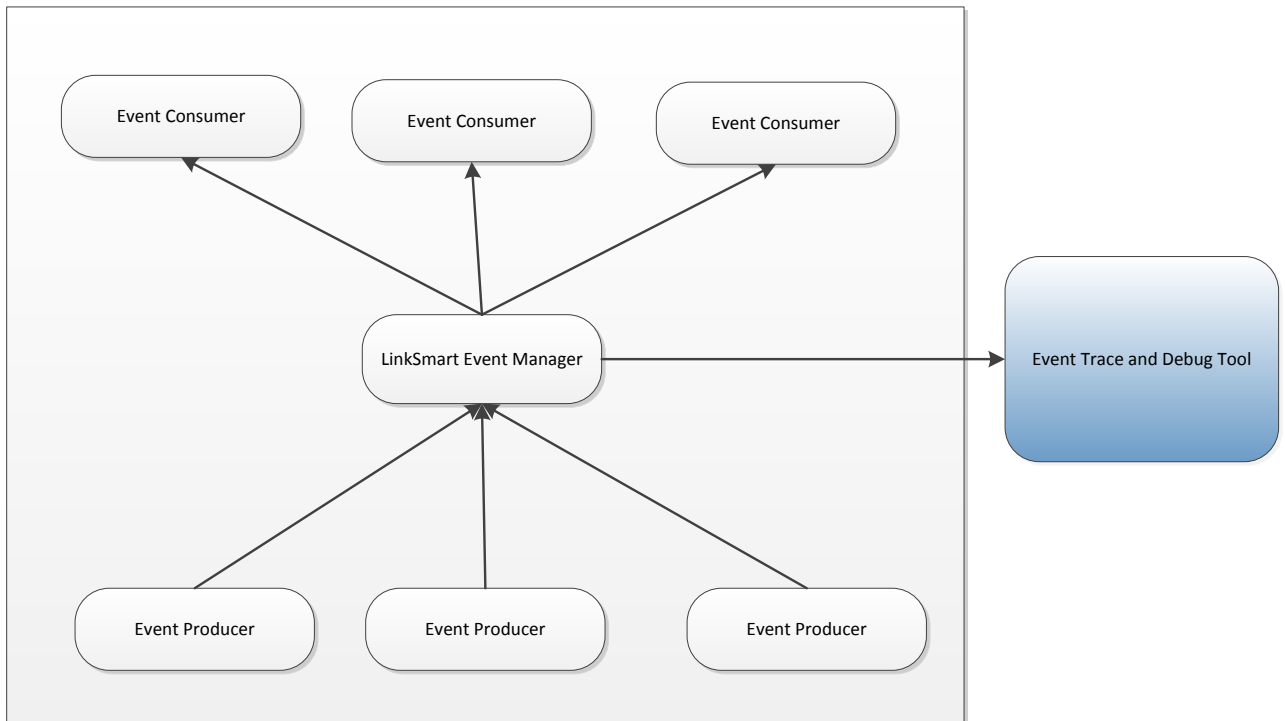 Event Consumer
Event Consumer
Event Consumer
LinkSmart Event Manager
Event Trace and Debug Tool
Event Producer
Event Producer
Event Producer